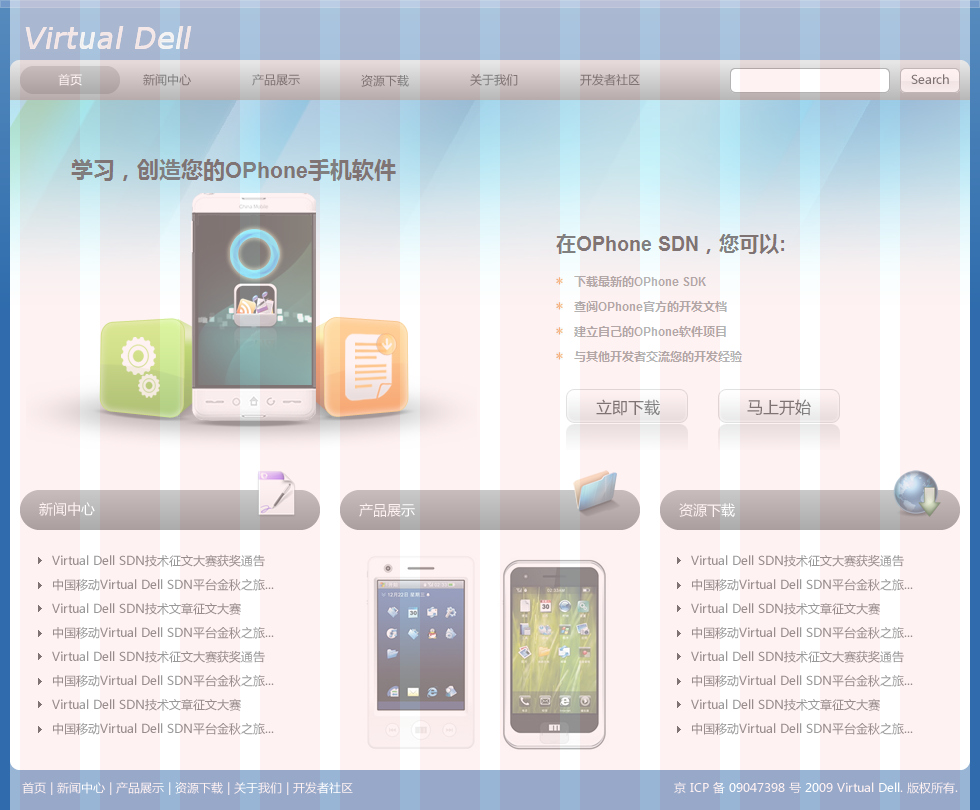 Virtual Dell
首页 新闻中心 产品展示 资源下载 关于我们 开发者社区 Search
学习，创造您的OPhone手机软件
China Mobile
在OPhone SDN，您可以:
* 下载最新的OPhone SDK
* 查阅OPhone官方的开发文档
* 建立自己的OPhone软件项目
* 与其他开发者交流您的开发经验
立即下载 马上开始
新闻中心
Virtual Dell SDN技术征文大赛获奖通告
中国移动Virtual Dell SDN平台金秋之旅...
Virtual Dell SDN技术文章征文大赛
中国移动Virtual Dell SDN平台金秋之旅...
Virtual Dell SDN技术征文大赛获奖通告
中国移动Virtual Dell SDN平台金秋之旅...
Virtual Dell SDN技术文章征文大赛
中国移动Virtual Dell SDN平台金秋之旅...
产品展示
12月22日 星期三
30
30
资源下载
Virtual Dell SDN技术征文大赛获奖通告
中国移动Virtual Dell SDN平台金秋之旅...
Virtual Dell SDN技术文章征文大赛
中国移动Virtual Dell SDN平台金秋之旅...
Virtual Dell SDN技术征文大赛获奖通告
中国移动Virtual Dell SDN平台金秋之旅...
Virtual Dell SDN技术文章征文大赛
中国移动Virtual Dell SDN平台金秋之旅...
首页 | 新闻中心 | 产品展示 | 资源下载 | 关于我们 | 开发者社区
京 ICP 备 09047398 号 2009 Virtual Dell. 版权所有.